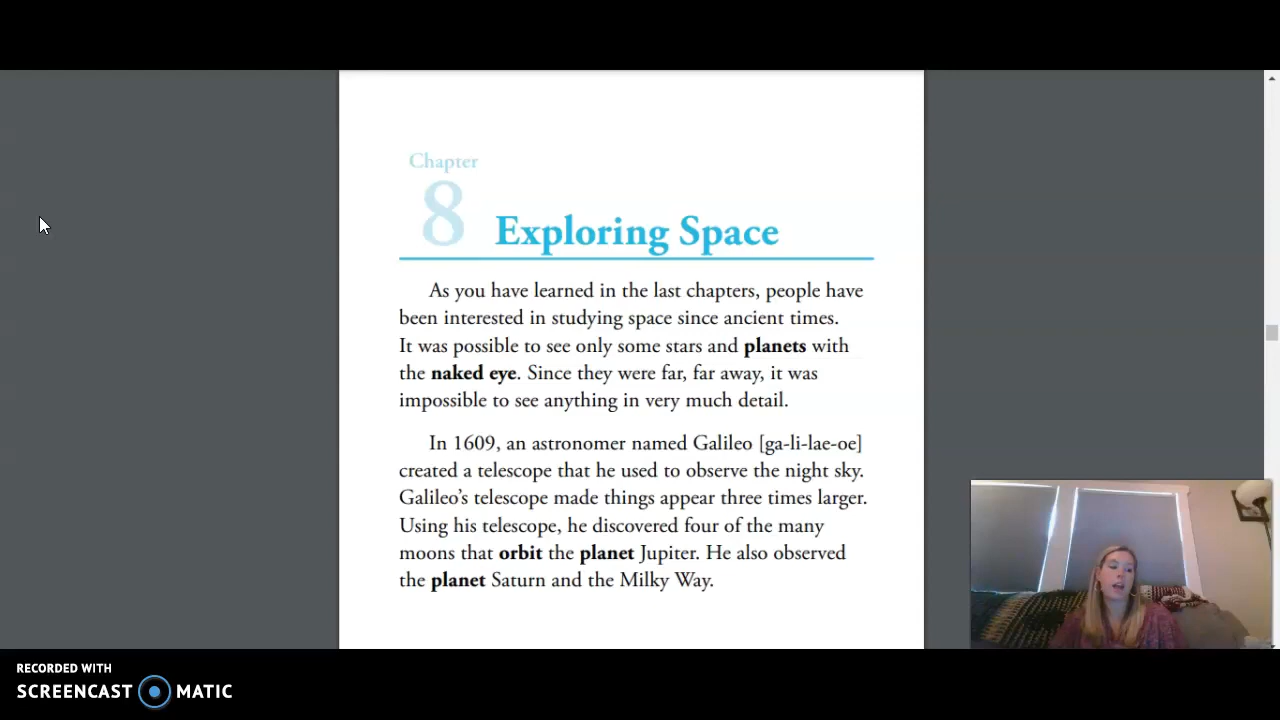 Chapter
8
Exploring Space
As you have learned in the last chapters, people have
been interested in studying space since ancient times.
It was possible to see only some stars and planets with
the naked eye. Since they were far, far away, it was
impossible to see anything in very much detail.
In 1609, an astronomer named Galileo [ga-li-lae-oe]
created a telescope that he used to observe the night sky.
Galileo's telescope made things appear three times larger.
Using his telescope, he discovered four of the many
moons that orbit the planet Jupiter. He also observed
the planet Saturn and the Milky Way.
RECORDED WITH
SCREENCAST MATIC